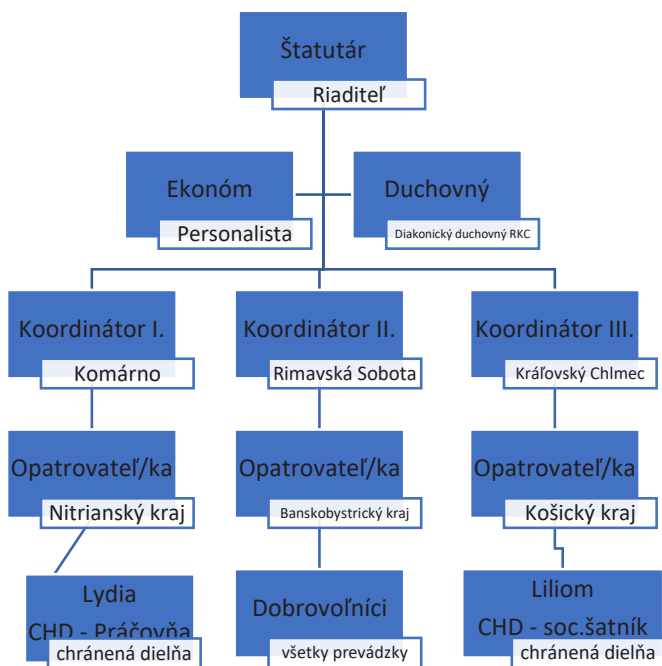 Štatutár
Riaditeľ
Ekonóm
Personalista
Duchovný
Diakonický duchovný RKC
Koordinátor I.
Komárno
Koordinátor II.
Rimavská Sobota
Koordinátor III.
Kráľovský Chlmec
Opatrovateľ/ka
Nitrianský kraj
Opatrovateľ/ka
Banskobystrický kraj
Opatrovateľ/ka
Košický kraj
Lydia
CHD - Práčovňa
chránená dielňa
Dobrovoľníci
všetky prevádzky
Liliom
CHD - soc.šatník
chránená dielňa